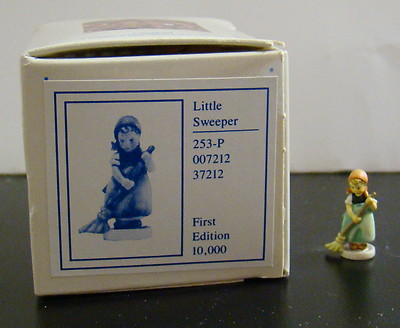 Little
Sweeper
253-P
007212
37212
First
Edition
10,000